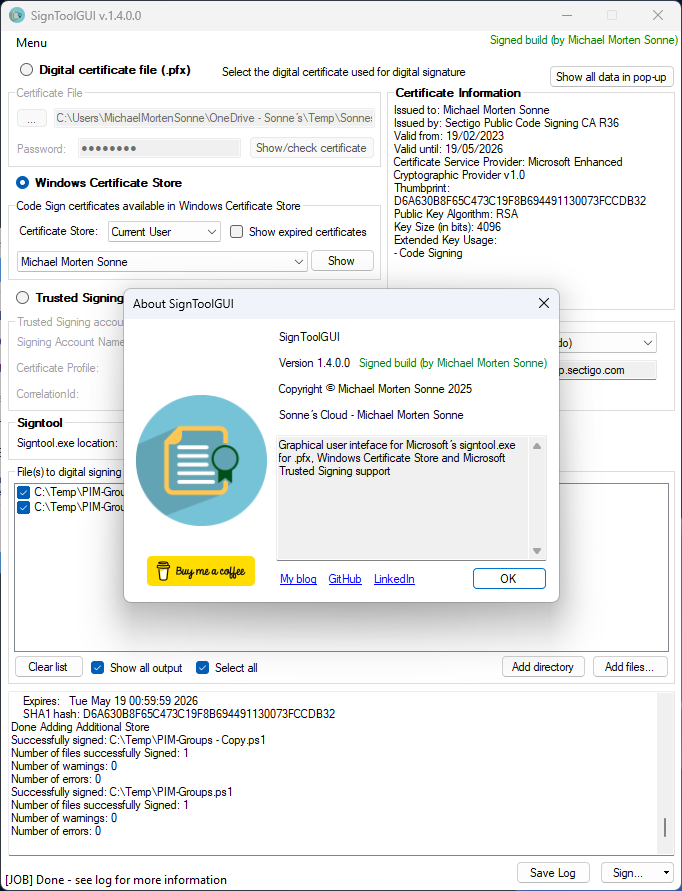 SignToolGUI v.1.4.0.0
Menu
Signed build (by Michael Morten Sonne)
Digital certificate file (.pfx)
Select the digital certificate used for digital signature
Show all data in pop-up
Certificate File
...
C:\Users\MichaelMortenSonne\OneDrive - Sonne´s\Temp\Sonne
Password:
●●●●●●●●
Show/check certificate
Windows Certificate Store
Code Sign certificates available in Windows Certificate Store
Certificate Store:
Current User
Show expired certificates
Michael Morten Sonne
Show
Certificate Information
Issued to: Michael Morten Sonne
Issued by: Sectigo Public Code Signing CA R36
Valid from: 19/02/2023
Valid until: 19/05/2026
Certificate Service Provider: Microsoft Enhanced
Cryptographic Provider v1.0
Thumbprint:
D6A630B8F65C473C19F8B694491130073FCCDB32
Public Key Algorithm: RSA
Key Size (in bits): 4096
Extended Key Usage:
- Code Signing
Trusted Signing
Trusted Signing accou
Signing Account Name
Certificate Profile:
CorrelationId:
do)
p.sectigo.com
Signtool
Signtool.exe location:
File(s) to digital signing
C:\Temp\PIM-Grou
C:\Temp\PIM-Grou
About SignToolGUI
SignToolGUI
Version 1.4.0.0 Signed build (by Michael Morten Sonne)
Copyright © Michael Morten Sonne 2025
Sonne´s Cloud - Michael Morten Sonne
Graphical user inteface for Microsoft´s signtool.exe
for .pfx, Windows Certificate Store and Microsoft
Trusted Signing support
Buy me a coffee
My blog
GitHub
LinkedIn
OK
Clear list
Show all output
Select all
Add directory
Add files...
Expires: Tue May 19 00:59:59 2026
SHA1 hash: D6A630B8F65C473C19F8B694491130073FCCDB32
Done Adding Additional Store
Successfully signed: C:\Temp\PIM-Groups - Copy.ps1
Number of files successfully Signed: 1
Number of warnings: 0
Number of errors: 0
Successfully signed: C:\Temp\PIM-Groups.ps1
Number of files successfully Signed: 1
Number of warnings: 0
Number of errors: 0
[JOB] Done - see log for more information
Save Log
Sign...